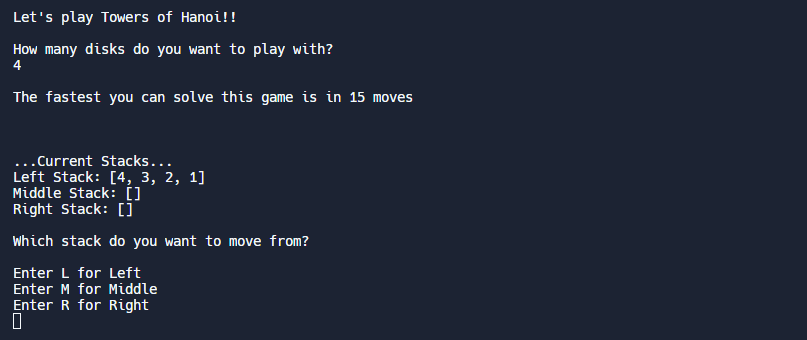 Let's play Towers of Hanoi!!
How many disks do you want to play with?
4
The fastest you can solve this game is in 15 moves
...Current Stacks...
Left Stack: [4, 3, 2, 1]
Middle Stack: []
Right Stack: []
Which stack do you want to move from?
Enter L for Left
Enter M for Middle
Enter R for Right